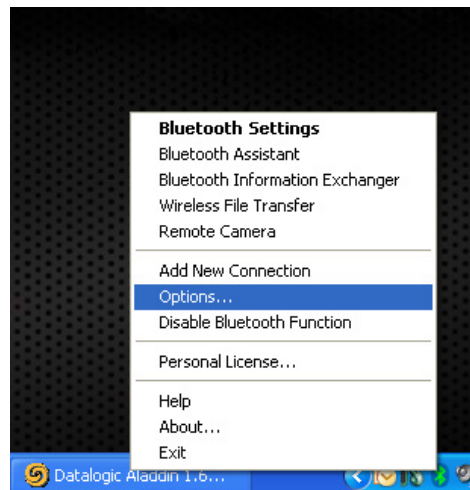 Bluetooth Settings
Bluetooth Assistant
Bluetooth Information Exchanger
Wireless File Transfer
Remote Camera
Add New Connection
Options...
Disable Bluetooth Function
Personal License...
Help
About...
Exit
Datalogic Aladdin 1.6...